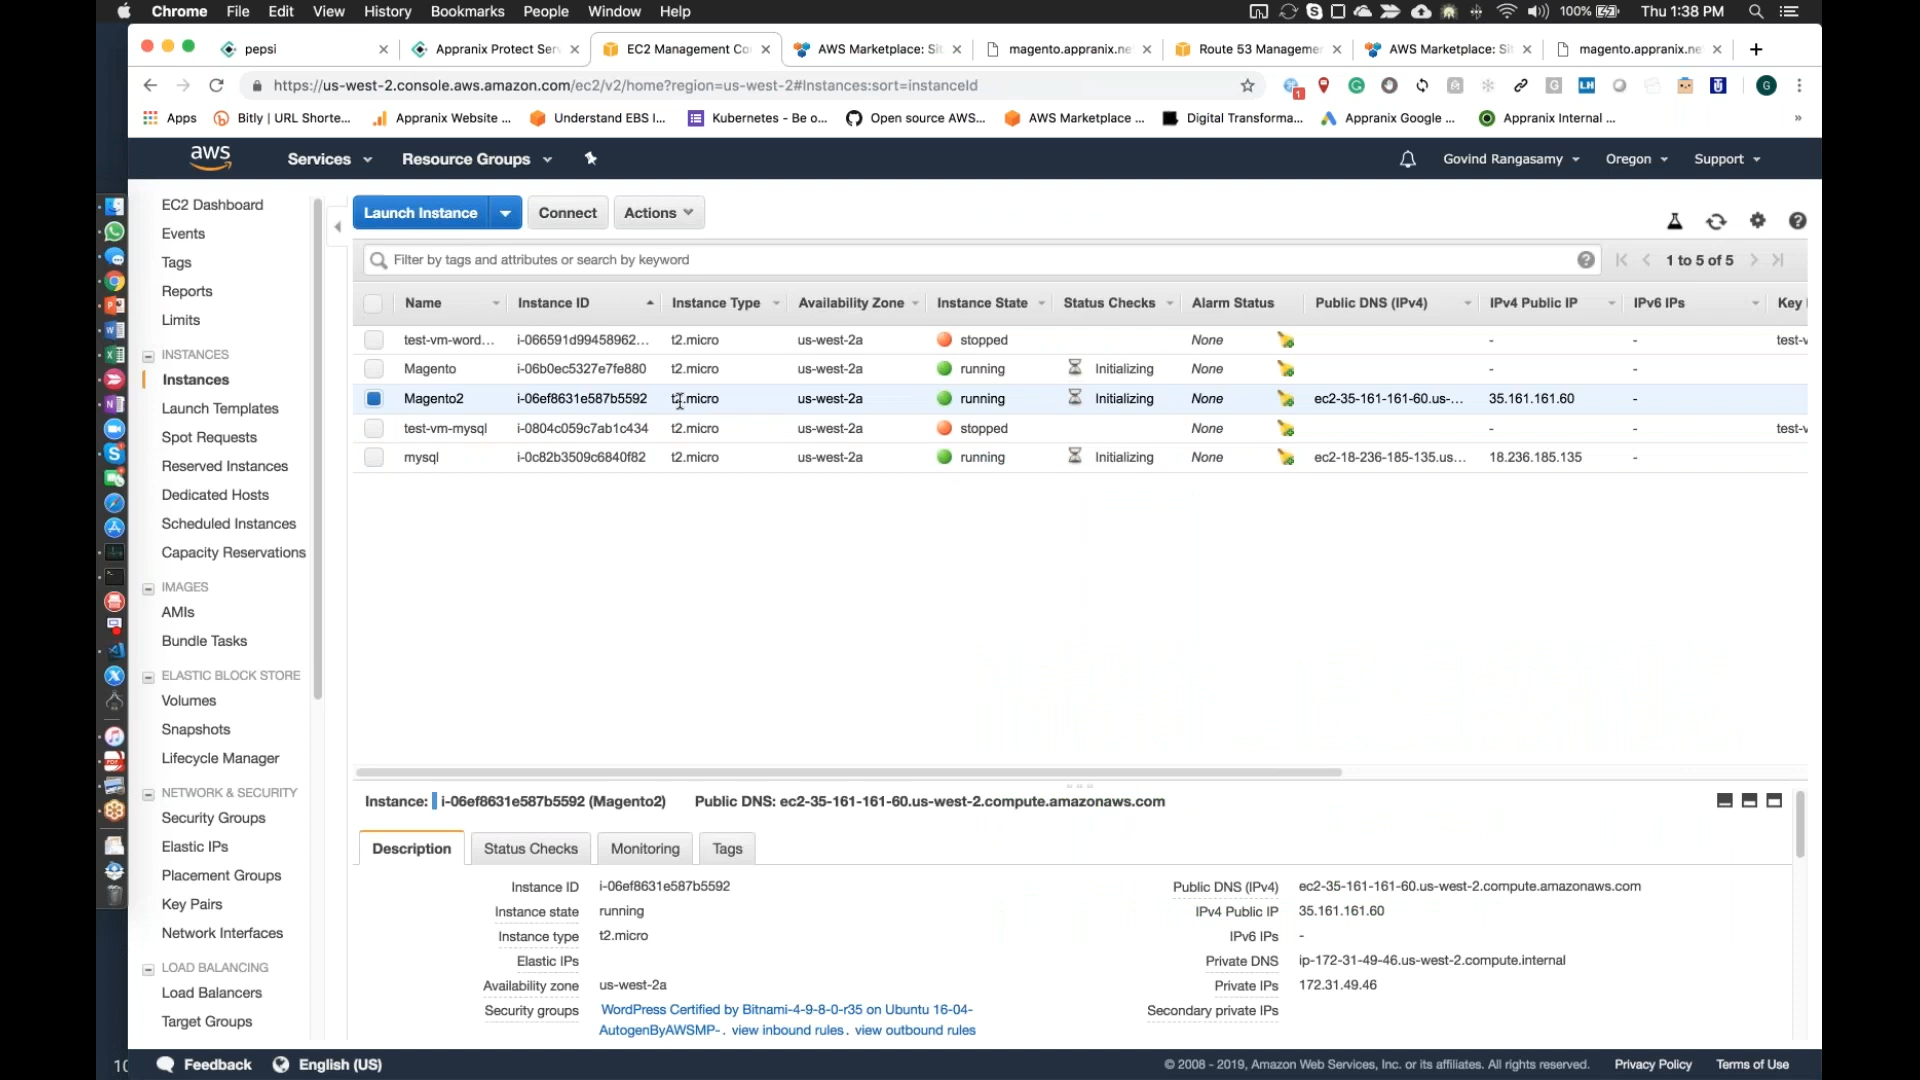 Chrome File Edit View History Bookmarks People Window Help 100% Thu 1:38 PM
pepsi Appranix Protect Ser EC2 Management Co AWS Marketplace: Si magento.appranix.ne Route 53 Manageme AWS Marketplace: Si magento.appranix.ne
https://us-west-2.console.aws.amazon.com/ec2/v2/home?region=us-west-2#Instances:sort=instanceId
Apps Bitly | URL Shorte... Appranix Website ... Understand EBS I... Kubernetes - Be o... Open source AWS... AWS Marketplace ... Digital Transforma... Appranix Google ... Appranix Internal ... »
aws Services Resource Groups Govind Rangasamy Oregon Support
EC2 Dashboard
Events
Tags
Reports
Limits
INSTANCES
Instances
Launch Templates
Spot Requests
Reserved Instances
Dedicated Hosts
Scheduled Instances
Capacity Reservations
IMAGES
AMIs
Bundle Tasks
ELASTIC BLOCK STORE
Volumes
Snapshots
Lifecycle Manager
NETWORK & SECURITY
Security Groups
Elastic IPs
Placement Groups
Key Pairs
Network Interfaces
LOAD BALANCING
Load Balancers
Target Groups
Launch Instance Connect Actions
Filter by tags and attributes or search by keyword 1 to 5 of 5
Name Instance ID Instance Type Availability Zone Instance State Status Checks Alarm Status Public DNS (IPv4) IPv4 Public IP IPv6 IPs Key
test-vm-word... i-066591d99458962... t2.micro us-west-2a stopped None - - test-v
Magento i-06b0ec5327e7fe880 t2.micro us-west-2a running Initializing None - -
Magento2 i-06ef8631e587b5592 t2.micro us-west-2a running Initializing None ec2-35-161-161-60.us-... 35.161.161.60 -
test-vm-mysql i-0804c059c7ab1c434 t2.micro us-west-2a stopped None - - test-v
mysql i-0c82b3509c6840f82 t2.micro us-west-2a running Initializing None ec2-18-236-185-135.us... 18.236.185.135 -
Instance: i-06ef8631e587b5592 (Magento2) Public DNS: ec2-35-161-161-60.us-west-2.compute.amazonaws.com
Description Status Checks Monitoring Tags
Instance ID i-06ef8631e587b5592 Public DNS (IPv4) ec2-35-161-161-60.us-west-2.compute.amazonaws.com
Instance state running IPv4 Public IP 35.161.161.60
Instance type t2.micro IPv6 IPs -
Elastic IPs Private DNS ip-172-31-49-46.us-west-2.compute.internal
Availability zone us-west-2a Private IPs 172.31.49.46
Security groups WordPress Certified by Bitnami-4-9-8-0-r35 on Ubuntu 16-04- Secondary private IPs
AutogenByAWSMP-. view inbound rules. view outbound rules
Feedback English (US) © 2008 - 2019, Amazon Web Services, Inc. or its affiliates. All rights reserved. Privacy Policy Terms of Use